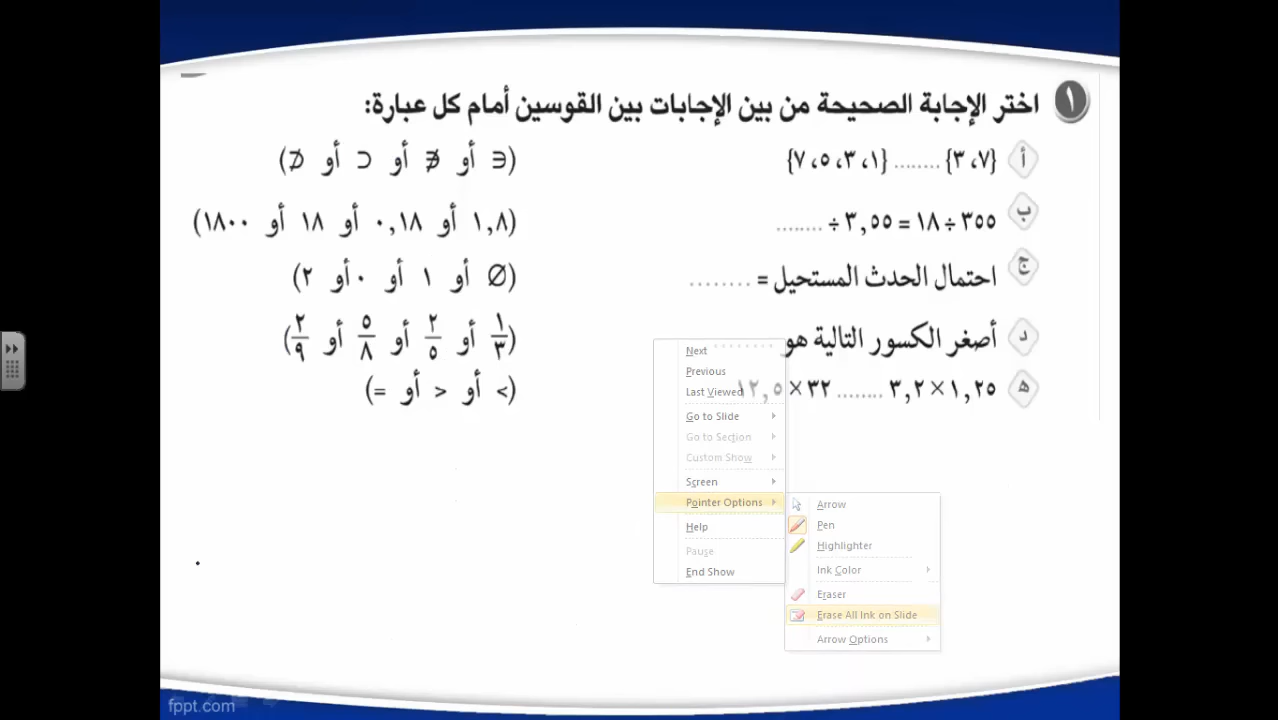 ١ اختر الإجابة الصحيحة من بين الإجابات بين القوسين أمام كل عبارة:
أ {٧، ٣} ........ {١، ٣، ٥، ٧} (∋ أو ∌ أو ⊃ أو ⊅)
ب ٣٥٥ ÷ ١٨ = ٣,٥٥ ÷ ........ (١,٨ أو ٠,١٨ أو ١٨ أو ١٨٠٠)
ج احتمال الحدث المستحيل = ........ (∅ أو ١ أو ٠ أو ٢)
د أصغر الكسور التالية هو ........ (١/٣ أو ٢/٥ أو ٥/٨ أو ٢/٩)
ه ١,٢٥ × ٣,٢ ........ ٣٢ × ١٢,٥ (> أو < أو =)
Next
Previous
Last Viewed
Go to Slide
Go to Section
Custom Show
Screen
Pointer Options
Help
Pause
End Show
Arrow
Pen
Highlighter
Ink Color
Eraser
Erase All Ink on Slide
Arrow Options
fppt.com